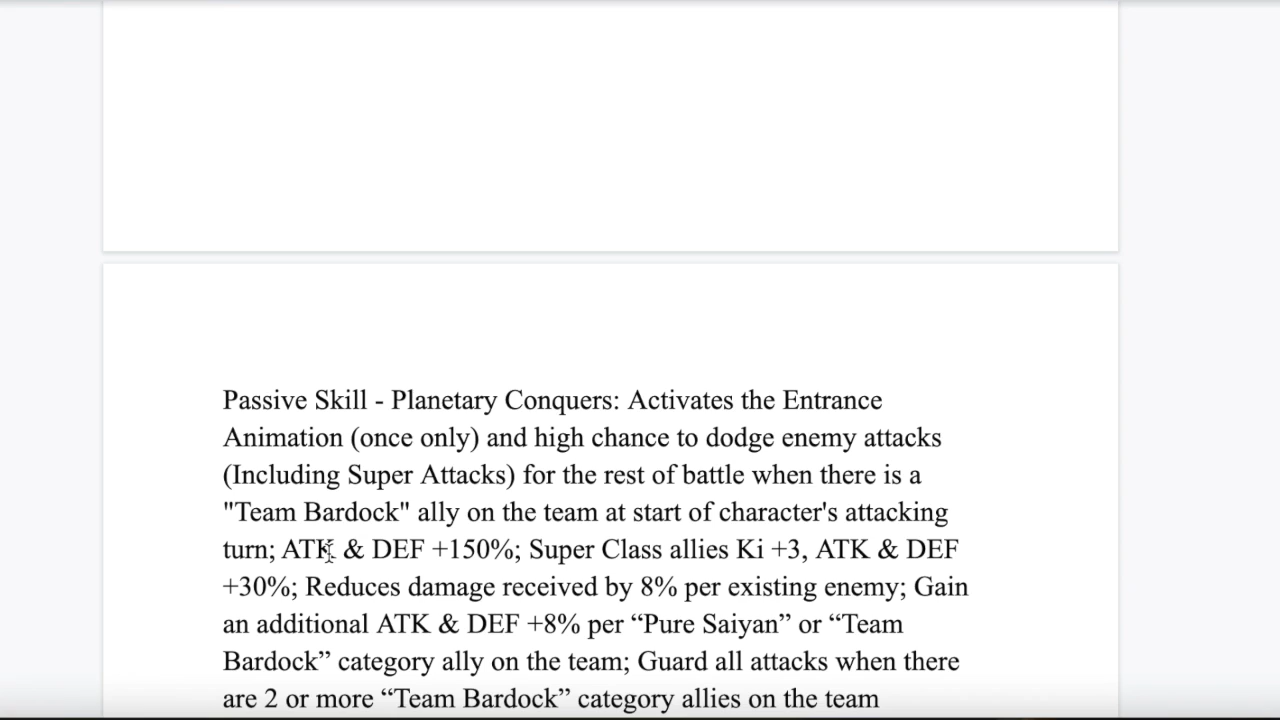 Passive Skill - Planetary Conquers: Activates the Entrance
Animation (once only) and high chance to dodge enemy attacks
(Including Super Attacks) for the rest of battle when there is a
"Team Bardock" ally on the team at start of character's attacking
turn; ATK & DEF +150%; Super Class allies Ki +3, ATK & DEF
+30%; Reduces damage received by 8% per existing enemy; Gain
an additional ATK & DEF +8% per “Pure Saiyan” or “Team
Bardock” category ally on the team; Guard all attacks when there
are 2 or more “Team Bardock” category allies on the team